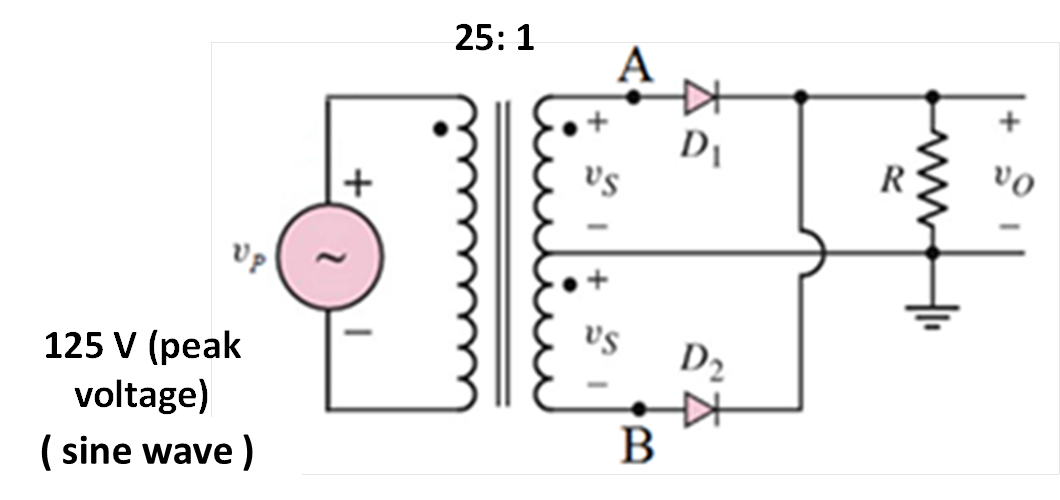 25: 1
A
+
D1
+
+
vS
R
vO
−
−
vP
~
+
−
vS
D2
−
125 V (peak
voltage)
B
( sine wave )